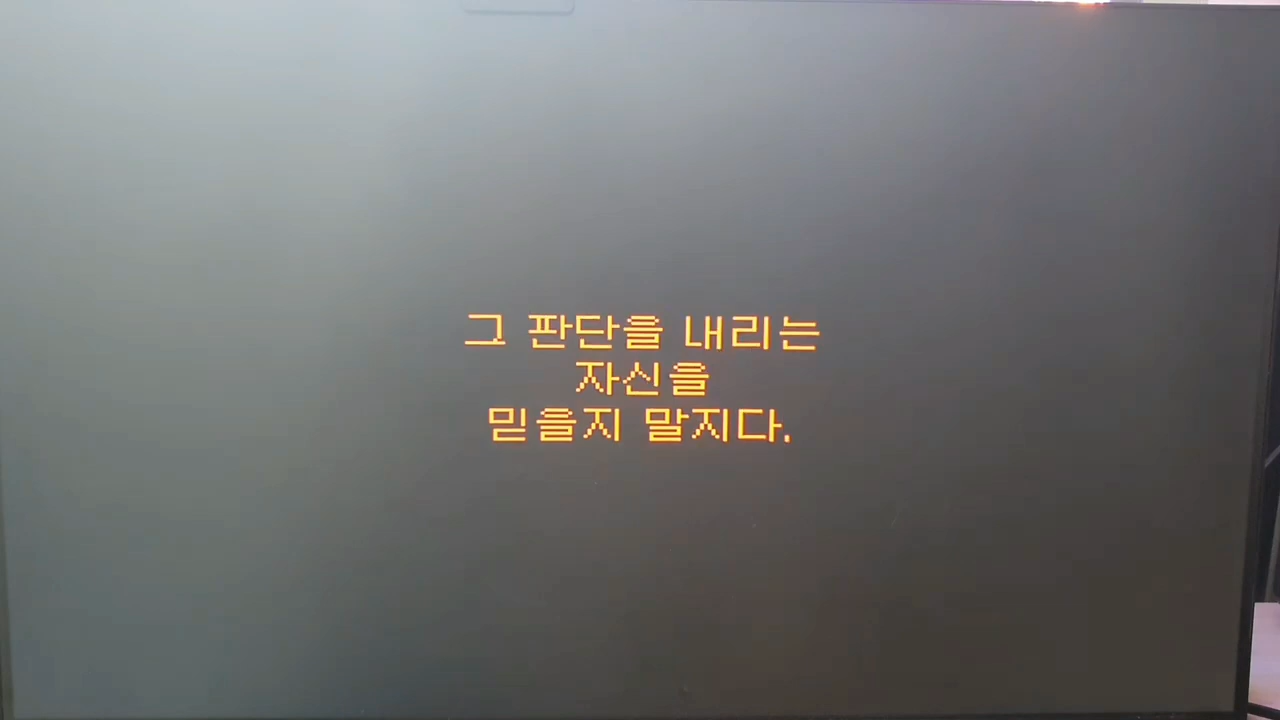 그 판단을 내리는
자신을
믿을지 말지다.